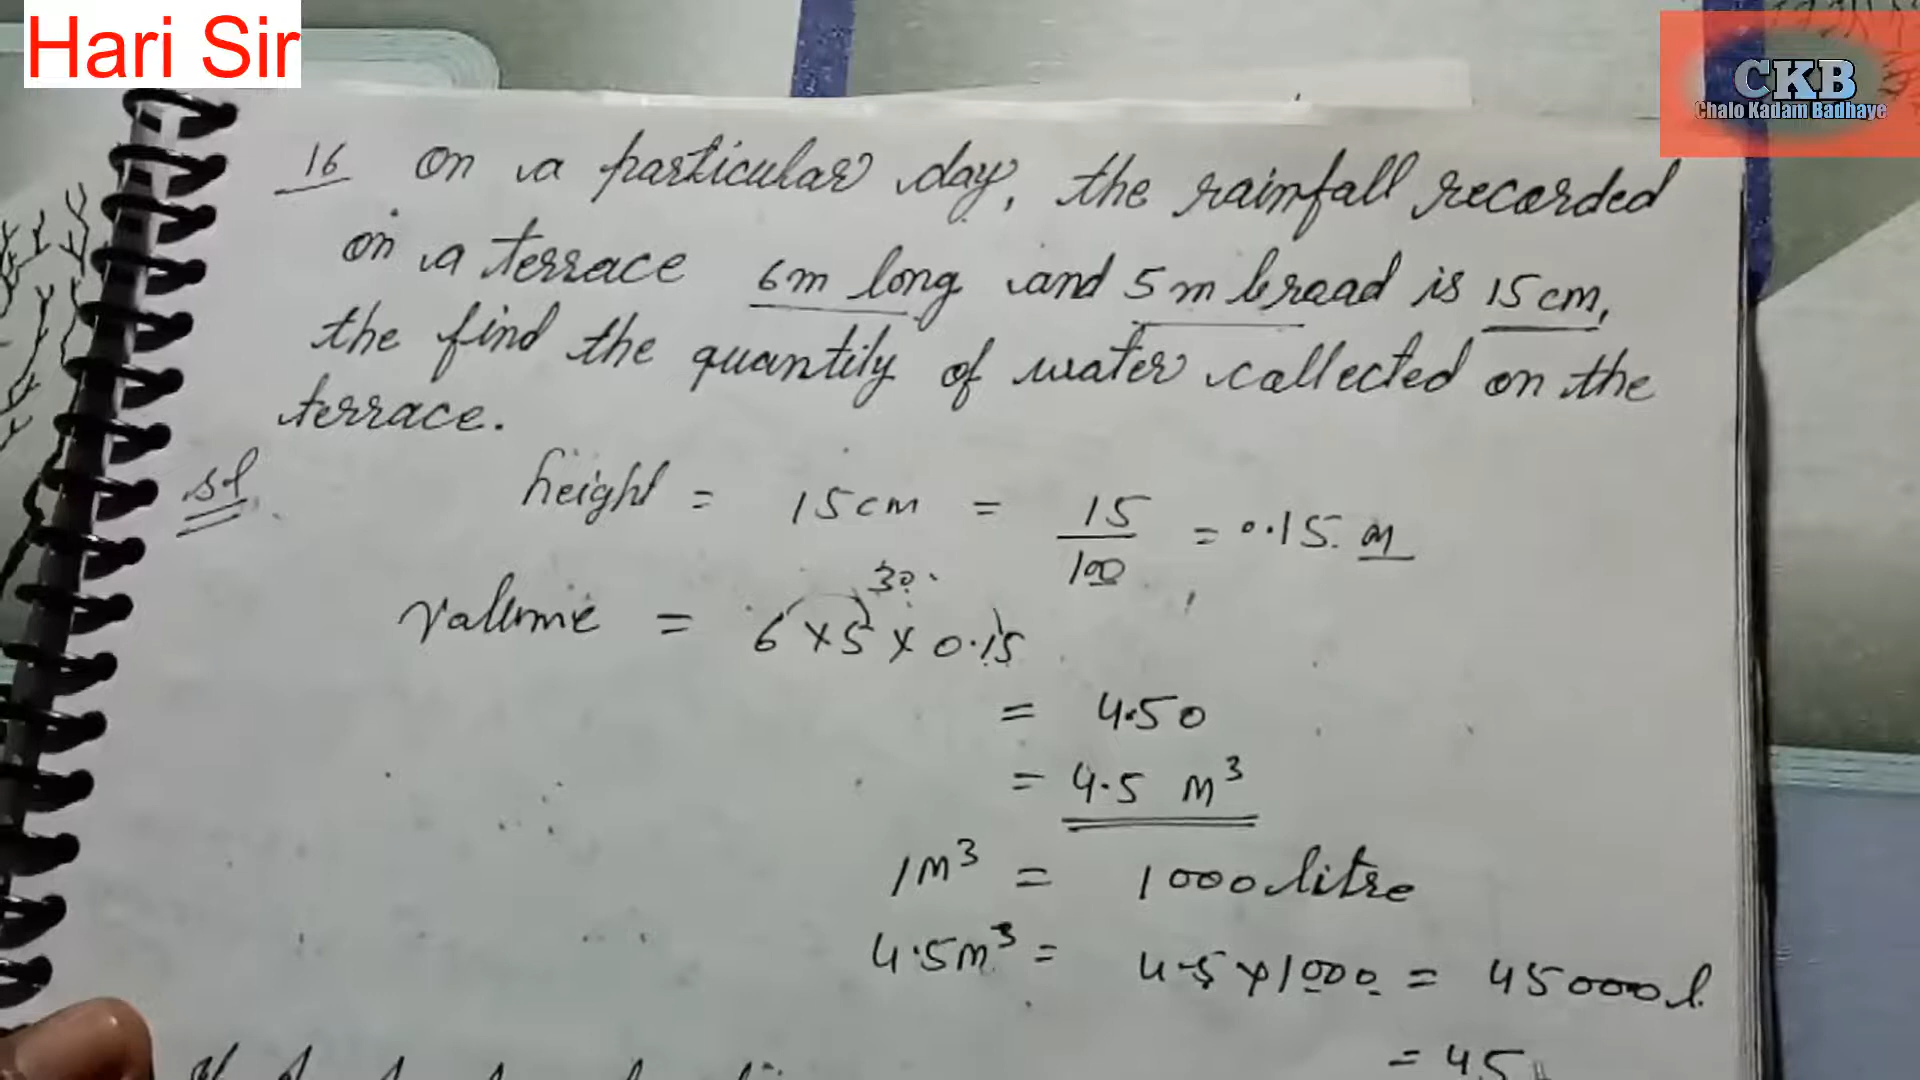 Hari Sir
CKB
Chalo Kadam Badhaye
16 on a particular day, the rainfall recorded
on a terrace 6m long and 5m broad is 15cm,
the find the quantity of water collected on the
terrace.
sol
height = 15cm = 15/100 = 0.15 m
30
volume = 6×5×0.15
= 4.50
= 4.5 m³
1m³ = 1000 litre
4.5m³ = 4.5×1000 = 45000l
= 45